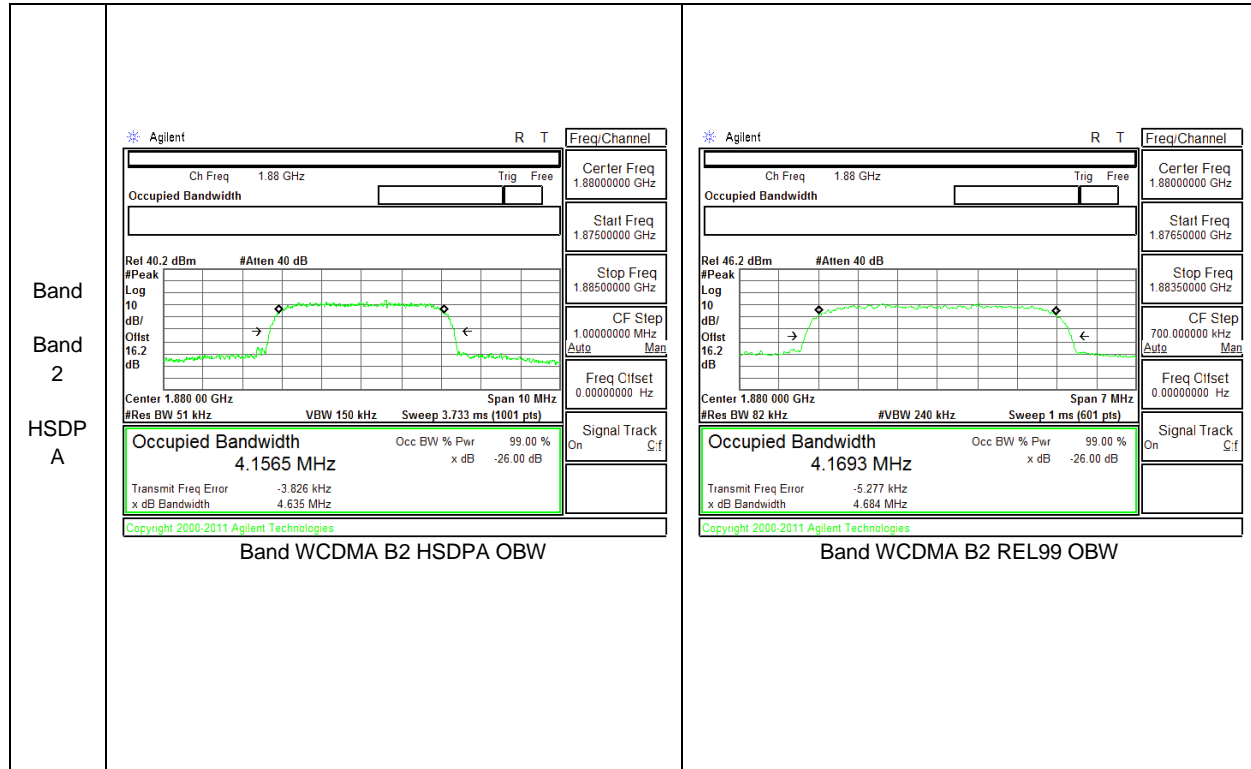 Band
Band
2
HSDP
A
Agilent
R T
Freq/Channel
Ch Freq 1.88 GHz
Trig Free
Occupied Bandwidth
Center Freq
1.88000000 GHz
Start Freq
1.87500000 GHz
Stop Freq
1.88500000 GHz
CF Step
1.00000000 MHz
Auto Man
Freq Offset
0.00000000 Hz
Signal Track
On Off
Ref 40.2 dBm #Atten 40 dB
#Peak
Log
10
dB/
Offst
16.2
dB
Center 1.880 00 GHz Span 10 MHz
#Res BW 51 kHz VBW 150 kHz Sweep 3.733 ms (1001 pts)
Occupied Bandwidth
4.1565 MHz
Occ BW % Pwr 99.00 %
x dB -26.00 dB
Transmit Freq Error -3.826 kHz
x dB Bandwidth 4.635 MHz
Copyright 2000-2011 Agilent Technologies
Band WCDMA B2 HSDPA OBW
Agilent
R T
Freq/Channel
Ch Freq 1.88 GHz
Trig Free
Occupied Bandwidth
Center Freq
1.88000000 GHz
Start Freq
1.87650000 GHz
Stop Freq
1.88350000 GHz
CF Step
700.000000 kHz
Auto Man
Freq Offset
0.00000000 Hz
Signal Track
On Off
Ref 46.2 dBm #Atten 40 dB
#Peak
Log
10
dB/
Offst
16.2
dB
Center 1.880 000 GHz Span 7 MHz
#Res BW 82 kHz #VBW 240 kHz Sweep 1 ms (601 pts)
Occupied Bandwidth
4.1693 MHz
Occ BW % Pwr 99.00 %
x dB -26.00 dB
Transmit Freq Error -5.277 kHz
x dB Bandwidth 4.684 MHz
Copyright 2000-2011 Agilent Technologies
Band WCDMA B2 REL99 OBW